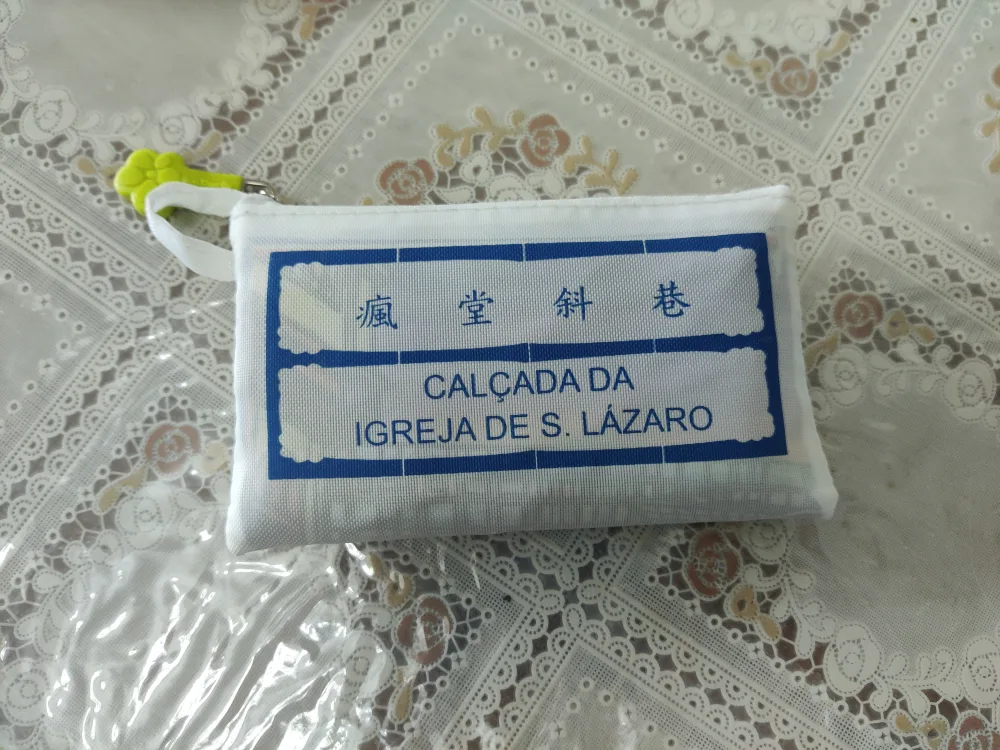 瘋堂斜巷
CALÇADA DA
IGREJA DE S. LÁZARO